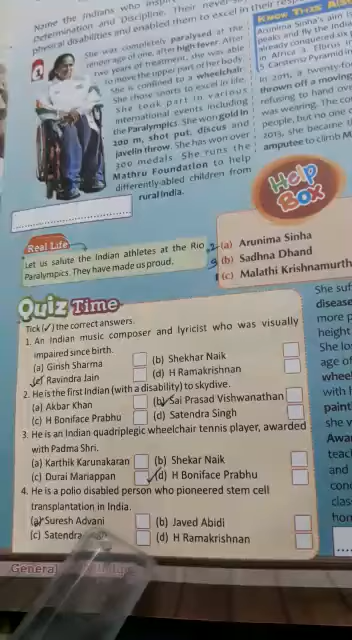 Name the Indians who
Determination and Discipline. Their never
physical disabilities and enabled them to excel in their
She was completely paralysed at the
age of one, after high fever. After
two years of treatment, she was able
to move the upper part of her body
She is confined to a wheelchair.
She chose sports to excel in life.
She took part in various
international events including
the Paralympics. She won gold in
200 m, shot put, discus and
javelin throw. She has won over
300 medals. She runs the
Mathru Foundation to help
differently-abled children from
rural India.
Know This Also
Arunima Sinha's aim
and fly the Indian
already conquered six
in Africa 3. Elbrus
5. Carstensz Pyramid
In 2011, a twenty-fo
thrown off a moving
refusing to hand ove
was wearing. The co
people, but no one
2013, she became t
amputee to climb M
Real Life
Let us salute the Indian athletes at the Rio
Paralympics. They have made us proud.
Help Box
(a) Arunima Sinha
(b) Sadhna Dhand
(c) Malathi Krishnamurth
Quiz Time
Tick (✓) the correct answers.
1. An Indian music composer and lyricist who was visually
impaired since birth.
(a) Girish Sharma (b) Shekhar Naik
(c) Ravindra Jain (d) H Ramakrishnan
2. He is the first Indian (with a disability) to skydive.
(a) Akbar Khan (b) Sai Prasad Vishwanathan
(c) H Boniface Prabhu (d) Satendra Singh
3. He is an Indian quadriplegic wheelchair tennis player, awarded
with Padma Shri.
(a) Karthik Karunakaran (b) Shekar Naik
(c) Durai Mariappan (d) H Boniface Prabhu
4. He is a polio disabled person who pioneered stem cell
transplantation in India.
(a) Suresh Advani (b) Javed Abidi
(c) Satendra (d) H Ramakrishnan
She suf
disease
more p
height
She lo
age of
wheel
with l
paint
she v
Awar
teac
and
cond
clas
hon
General